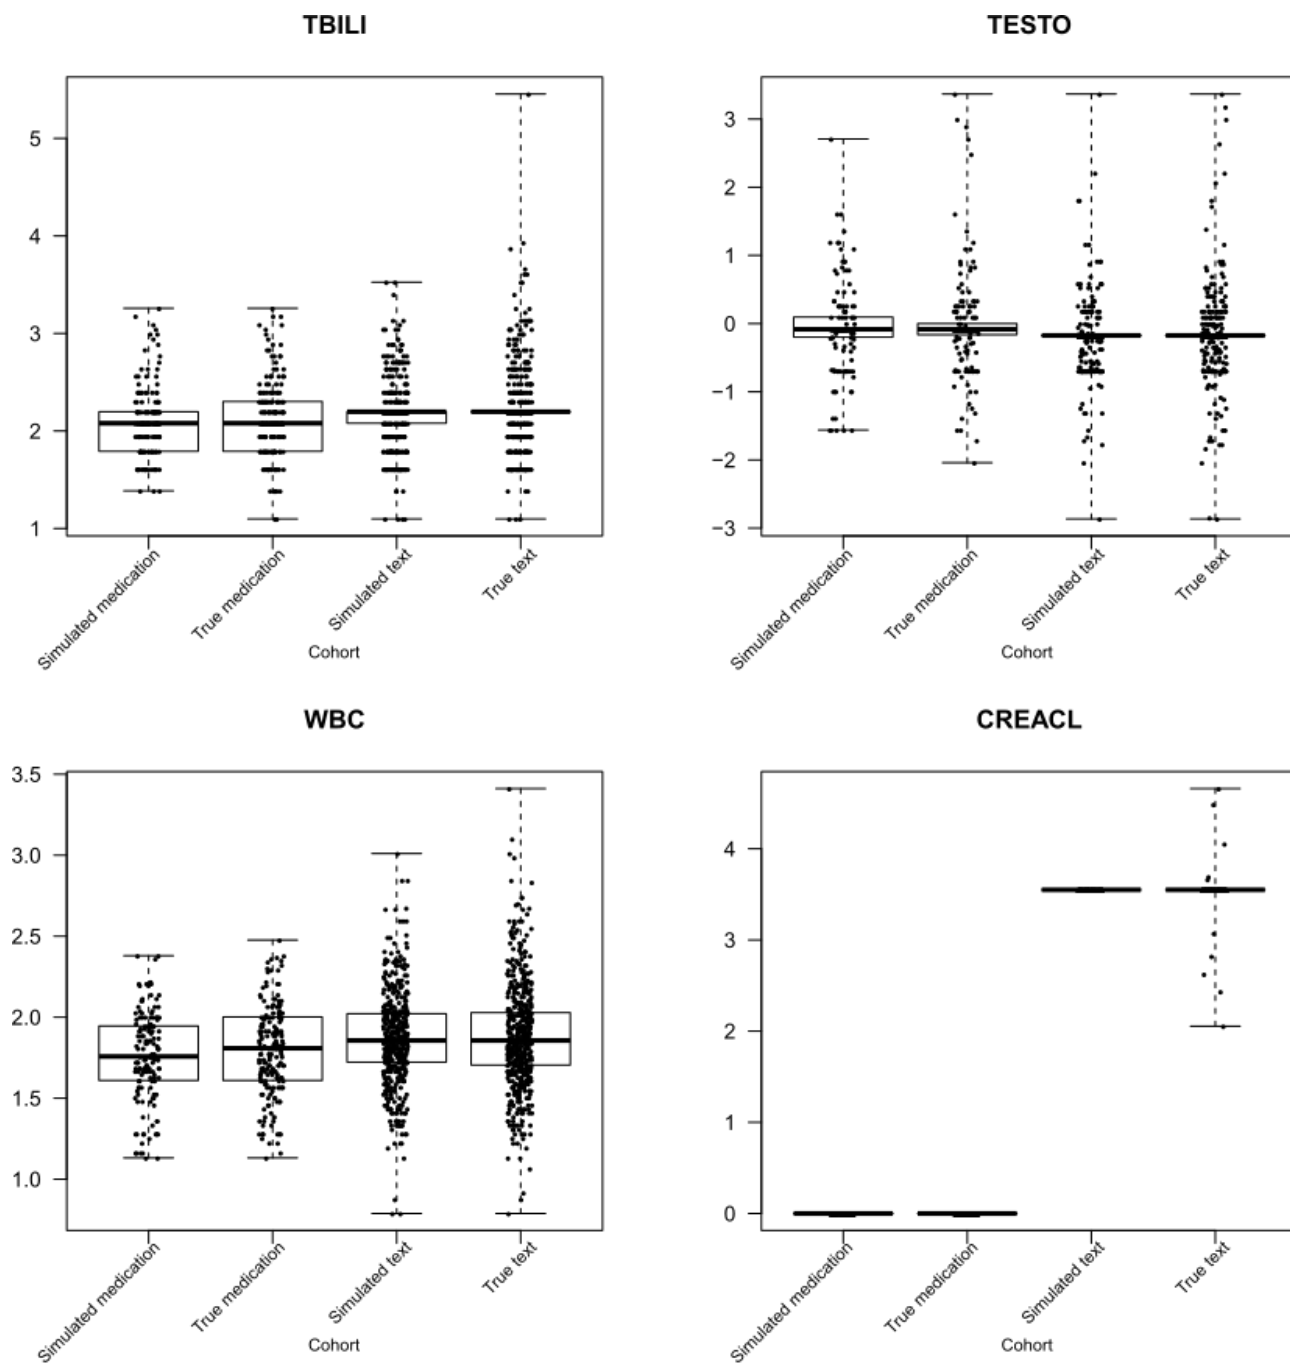 TBILI
5
4
3
2
1
Simulated medication
True medication
Simulated text
True text
Cohort
TESTO
3
2
1
0
−1
−2
−3
Simulated medication
True medication
Simulated text
True text
Cohort
WBC
3.5
3.0
2.5
2.0
1.5
1.0
Simulated medication
True medication
Simulated text
True text
Cohort
CREACL
4
3
2
1
0
Simulated medication
True medication
Simulated text
True text
Cohort